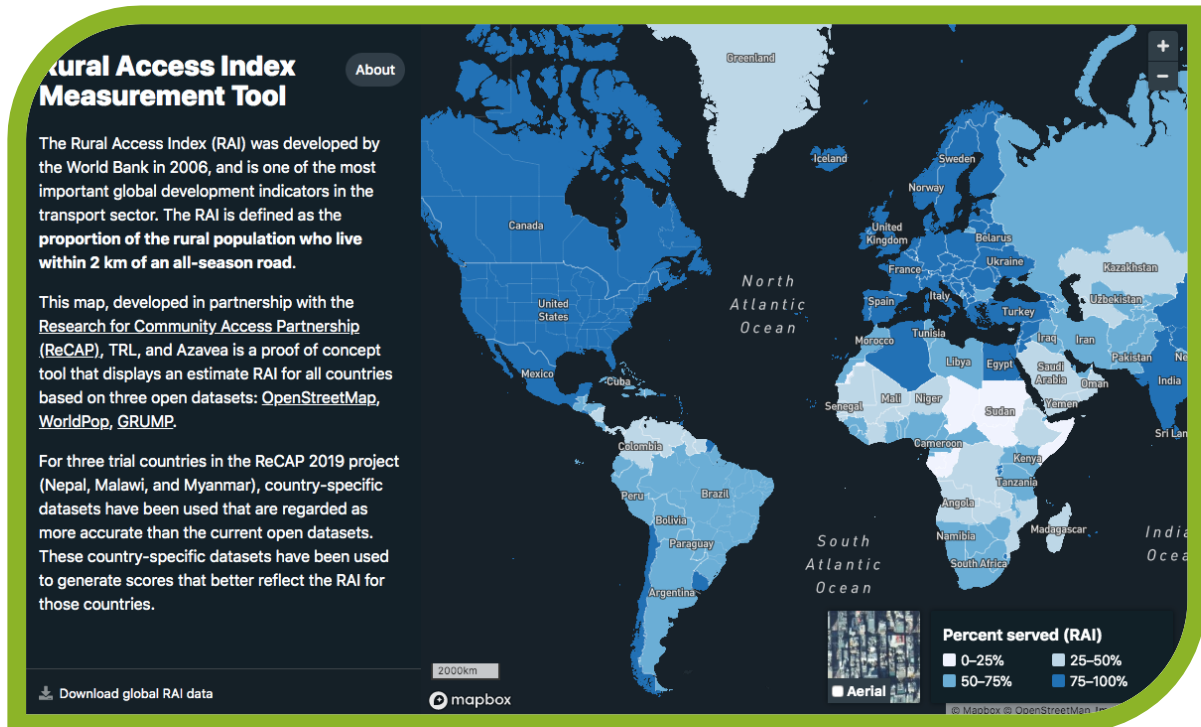 Rural Access Index
Measurement Tool
About
The Rural Access Index (RAI) was developed by
the World Bank in 2006, and is one of the most
important global development indicators in the
transport sector. The RAI is defined as the
proportion of the rural population who live
within 2 km of an all-season road.
This map, developed in partnership with the
Research for Community Access Partnership
(ReCAP), TRL, and Azavea is a proof of concept
tool that displays an estimate RAI for all countries
based on three open datasets: OpenStreetMap,
WorldPop, GRUMP.
For three trial countries in the ReCAP 2019 project
(Nepal, Malawi, and Myanmar), country-specific
datasets have been used that are regarded as
more accurate than the current open datasets.
These country-specific datasets have been used
to generate scores that better reflect the RAI for
those countries.
Download global RAI data
Greenland
Iceland
Sweden
Norway
Canada
United
Kingdom
Belarus
Ukraine
France
Kazakhstan
North
Atlantic
Ocean
United
States
Spain
Italy
Uzbekistan
Turkey
Morocco
Tunisia
Iraq
Iran
Libya
Egypt
Pakistan
Mexico
Cuba
Saudi
Arabia
Ne
India
Oman
Senegal
Mali
Niger
Sudan
Yemen
Colombia
Cameroon
Sri Lan
Kenya
Peru
Brazil
Tanzania
Angola
Bolivia
Madagascar
Paraguay
Namibia
South
Atlantic
Ocean
India
Ocea
South Africa
Argentina
+
−
2000km
mapbox
Aerial
Percent served (RAI)
0–25%
25–50%
50–75%
75–100%
© Mapbox © OpenStreetMap